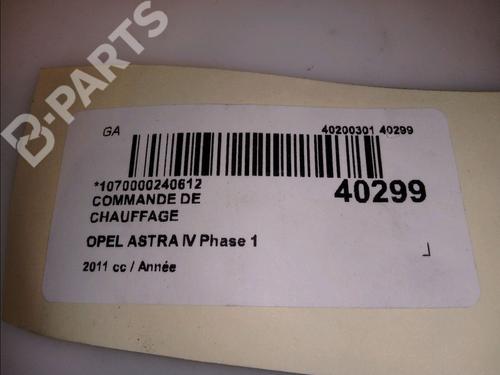 B-PARTS
GA
40200301 40299
*1070000240612
40299
COMMANDE DE
CHAUFFAGE
OPEL ASTRA IV Phase 1
2011 cc / Année